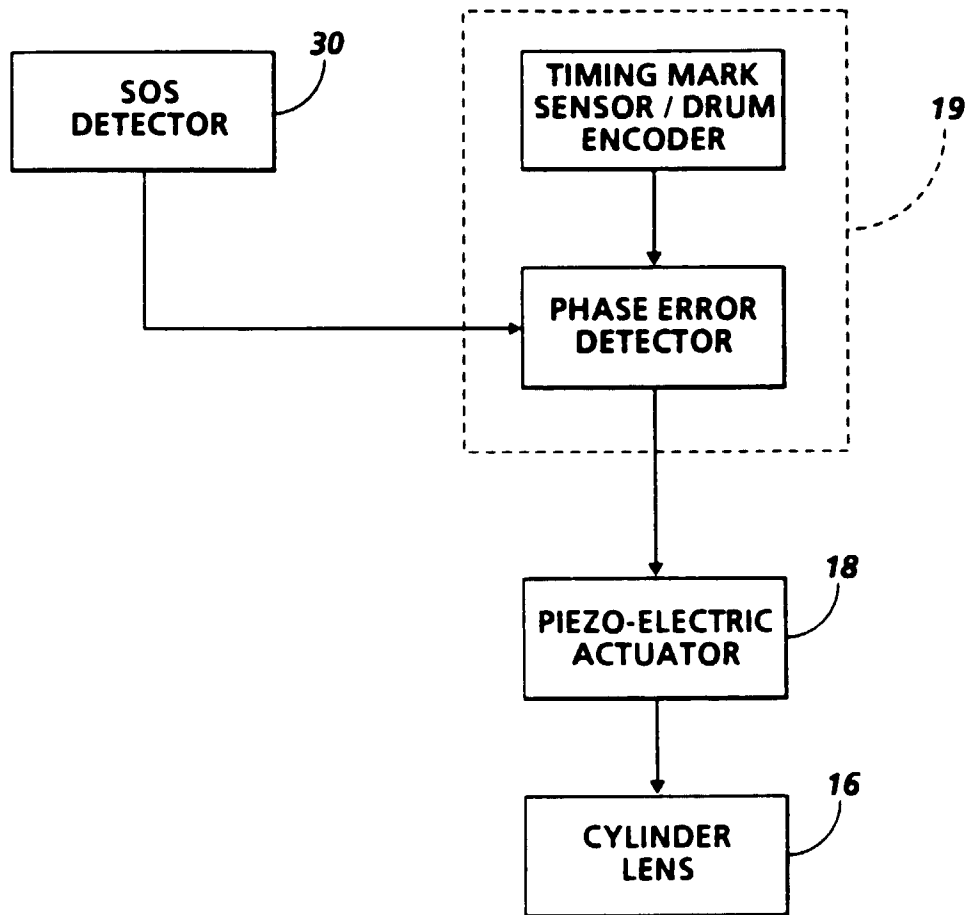 30
SOS
DETECTOR
TIMING MARK
SENSOR / DRUM
ENCODER
19
PHASE ERROR
DETECTOR
18
PIEZO-ELECTRIC
ACTUATOR
16
CYLINDER
LENS